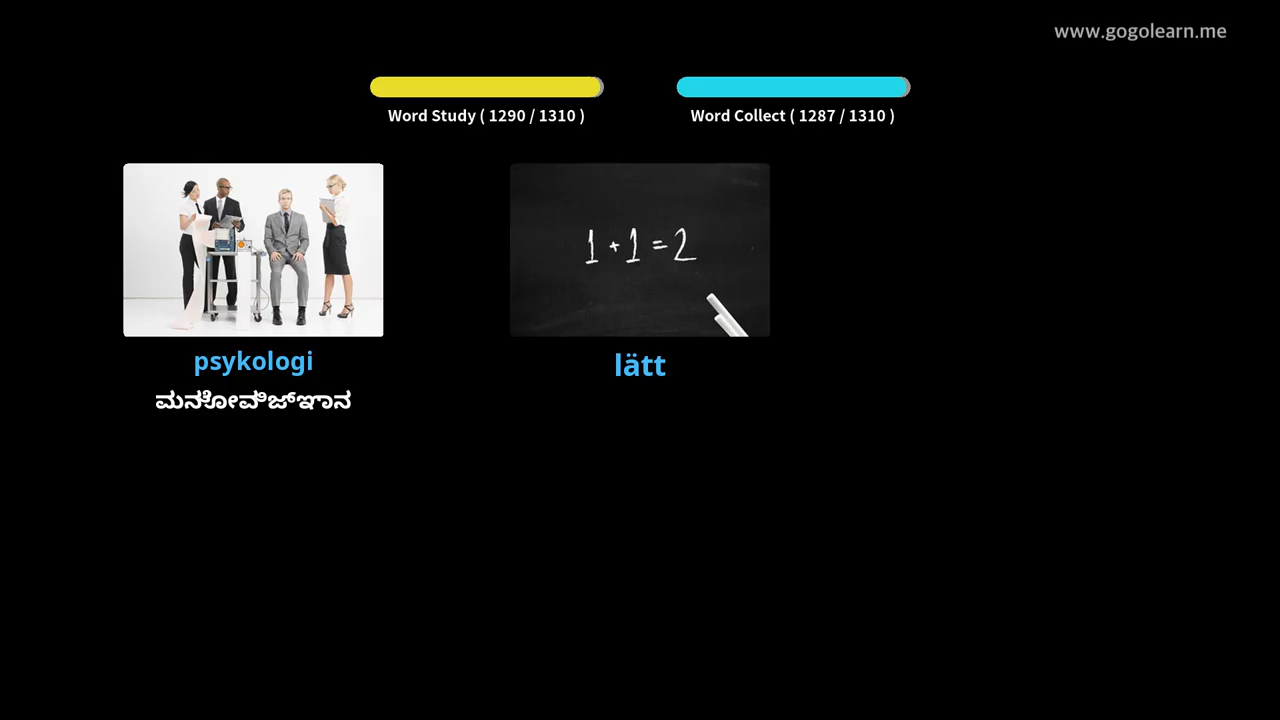 www.gogolearn.me
Word Study ( 1290 / 1310 )
Word Collect ( 1287 / 1310 )
1 + 1 = 2
psykologi
lätt
ಮನೋವಿಜ್ಞಾನ